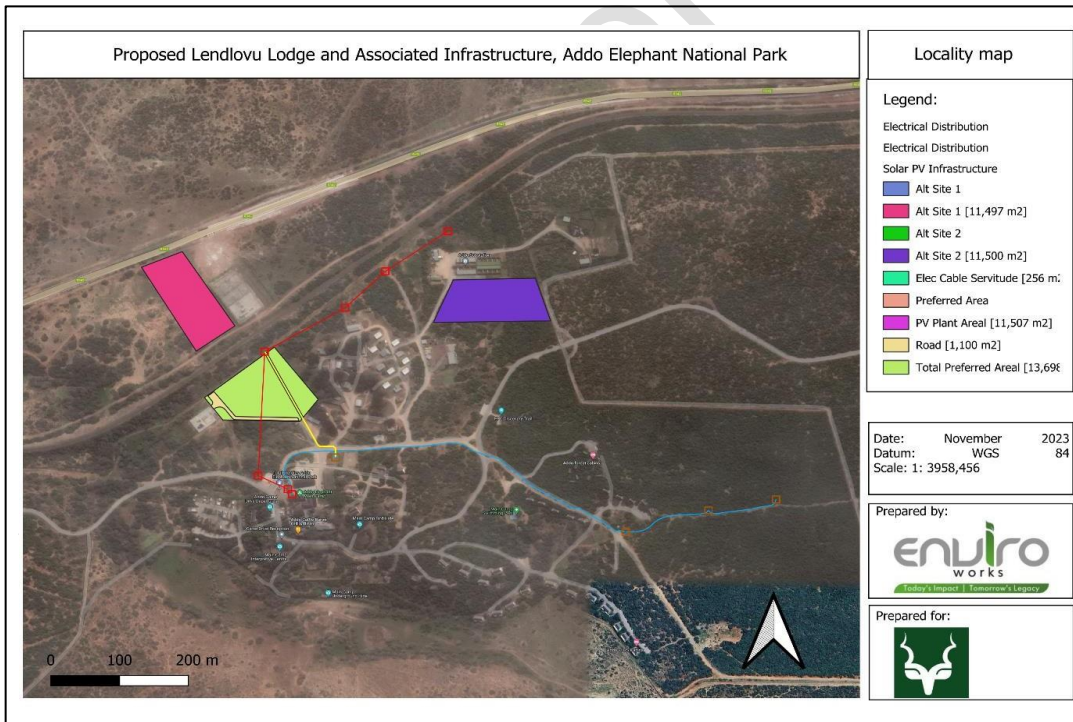 Proposed Lendlovu Lodge and Associated Infrastructure, Addo Elephant National Park
Locality map
Legend:
Electrical Distribution
Electrical Distribution
Solar PV Infrastructure
Alt Site 1
Alt Site 1 [11,497 m2]
Alt Site 2
Alt Site 2 [11,500 m2]
Elec Cable Servitude [256 m
Preferred Area
PV Plant Areal [11,507 m2]
Road [1,100 m2]
Total Preferred Areal [13,69
Date: November 2023
Datum: WGS 84
Scale: 1: 3958,456
Prepared by:
enviro
works
Today's Impact | Tomorrow's Legacy
Prepared for:
0 100 200 m